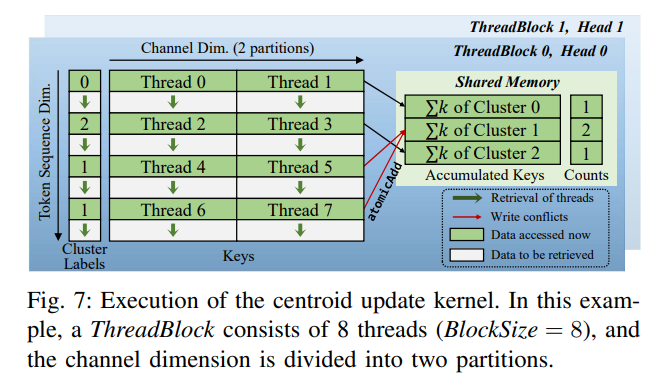 ThreadBlock 1, Head 1
ThreadBlock 0, Head 0
Channel Dim. (2 partitions)
Token Sequence Dim.
0
Thread 0
Thread 1
2
Thread 2
Thread 3
1
Thread 4
Thread 5
1
Thread 6
Thread 7
Cluster
Labels
Keys
Shared Memory
∑k of Cluster 0
1
∑k of Cluster 1
2
∑k of Cluster 2
1
Accumulated Keys
Counts
atomicAdd
Retrieval of threads
Write conflicts
Data accessed now
Data to be retrieved
Fig. 7: Execution of the centroid update kernel. In this exam-
ple, a ThreadBlock consists of 8 threads (BlockSize = 8), and
the channel dimension is divided into two partitions.